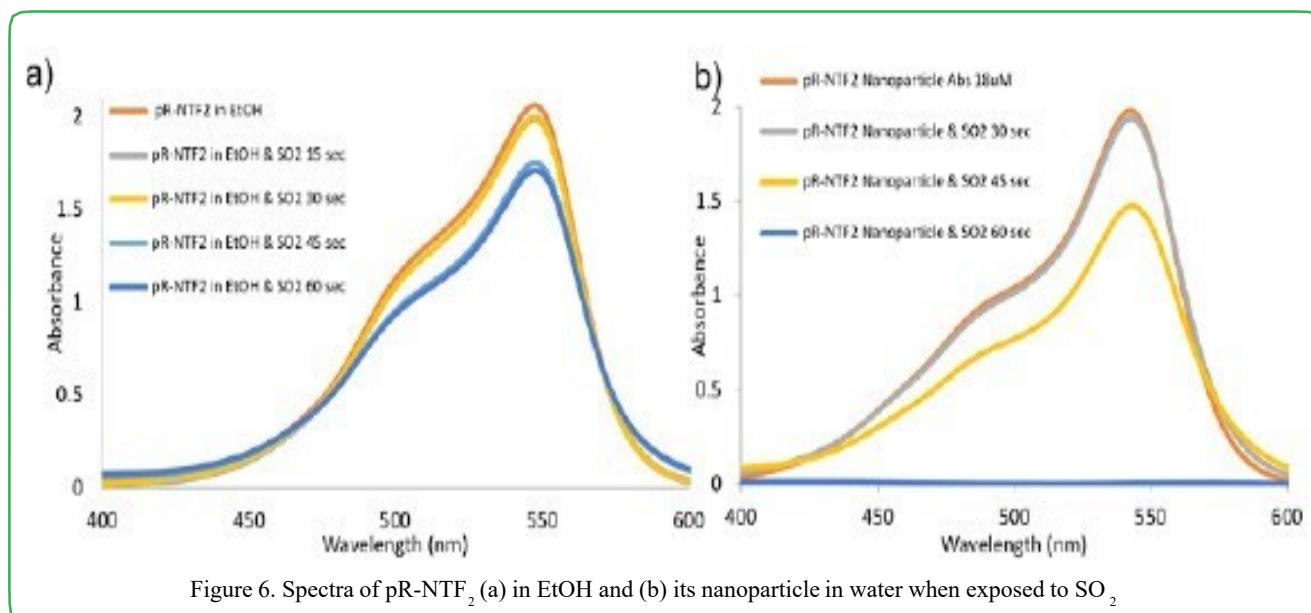 a)
pR-NTF2 in EtOH
pR-NTF2 in EtOH & SO2 15 sec
pR-NTF2 in EtOH & SO2 30 sec
pR-NTF2 in EtOH & SO2 45 sec
pR-NTF2 in EtOH & SO2 60 sec
2
1.5
1
0.5
0
Absorbance
400 450 500 550 600
Wavelength (nm)
b)
pR-NTF2 Nanoparticle Abs 18uM
pR-NTF2 Nanoparticle & SO2 30 sec
pR-NTF2 Nanoparticle & SO2 45 sec
pR-NTF2 Nanoparticle & SO2 60 sec
2
1.5
1
0.5
0
Absorbance
400 450 500 550 600
Wavelength (nm)
Figure 6. Spectra of pR-NTF₂ (a) in EtOH and (b) its nanoparticle in water when exposed to SO₂